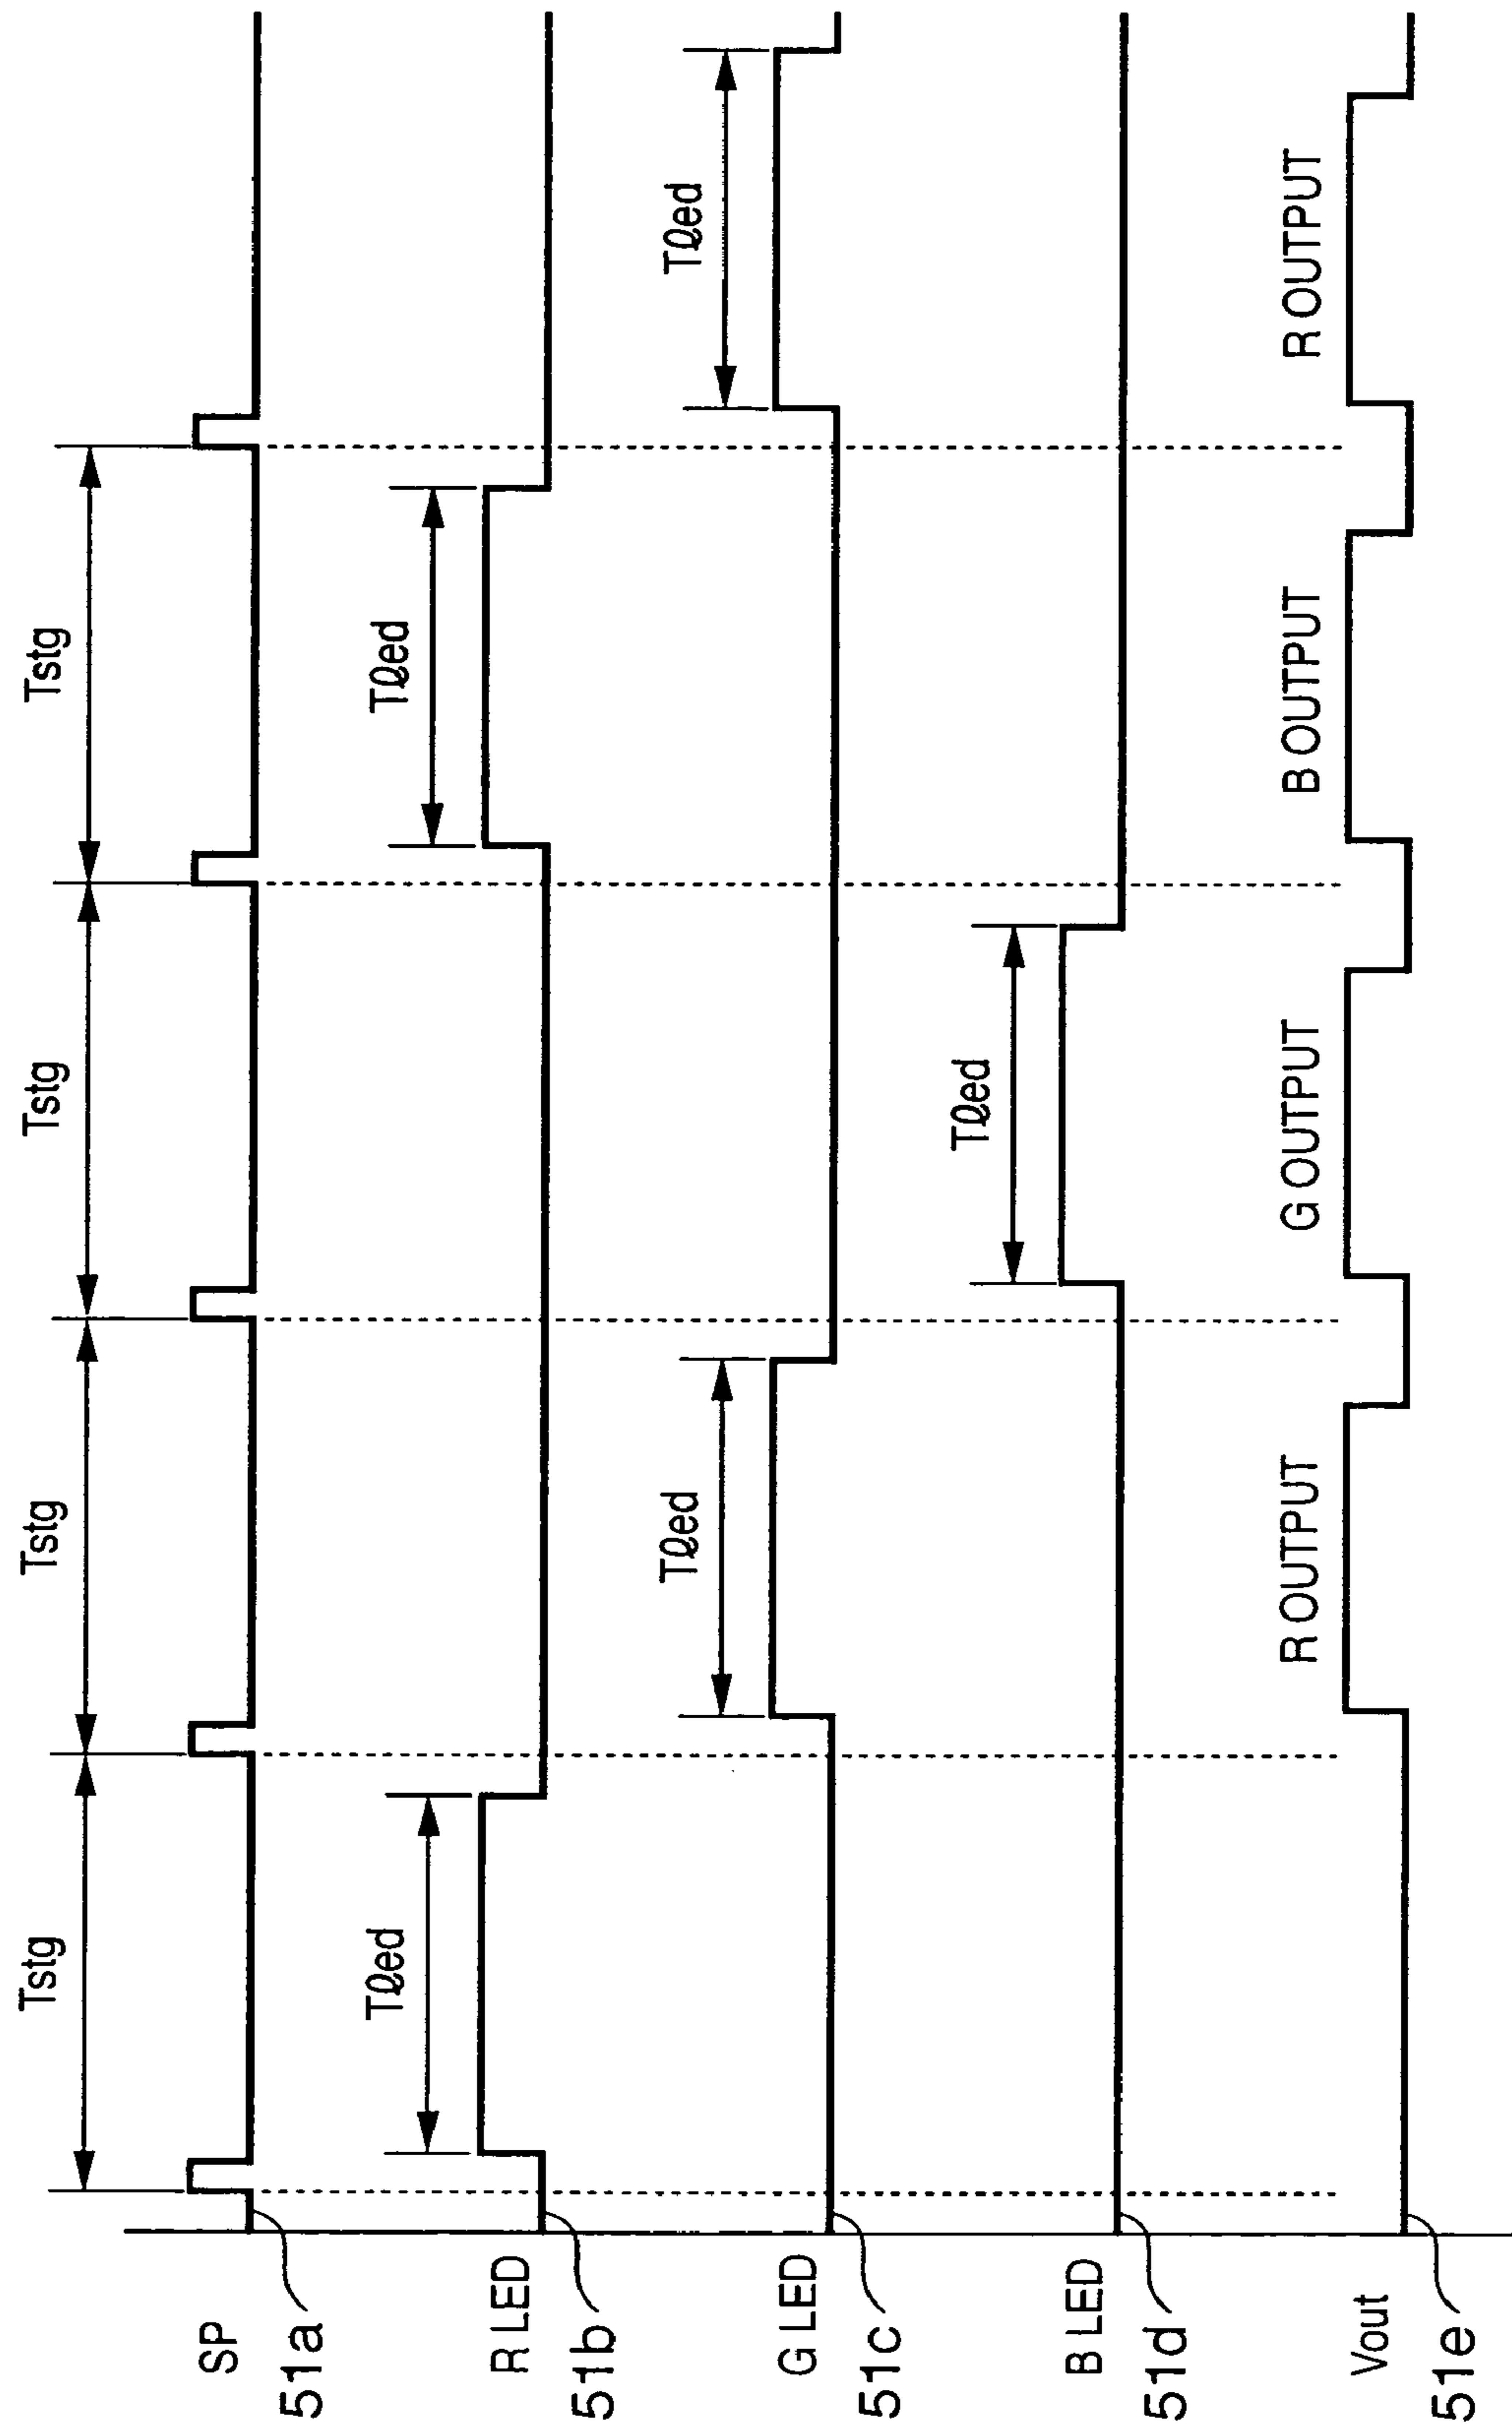 Tstg Tstg Tstg Tstg
SP
51a
Tℓed Tℓed
R LED
51b
Tℓed Tℓed
G LED
51c
Tℓed
B LED
51d
R OUTPUT G OUTPUT B OUTPUT R OUTPUT
Vout
51e